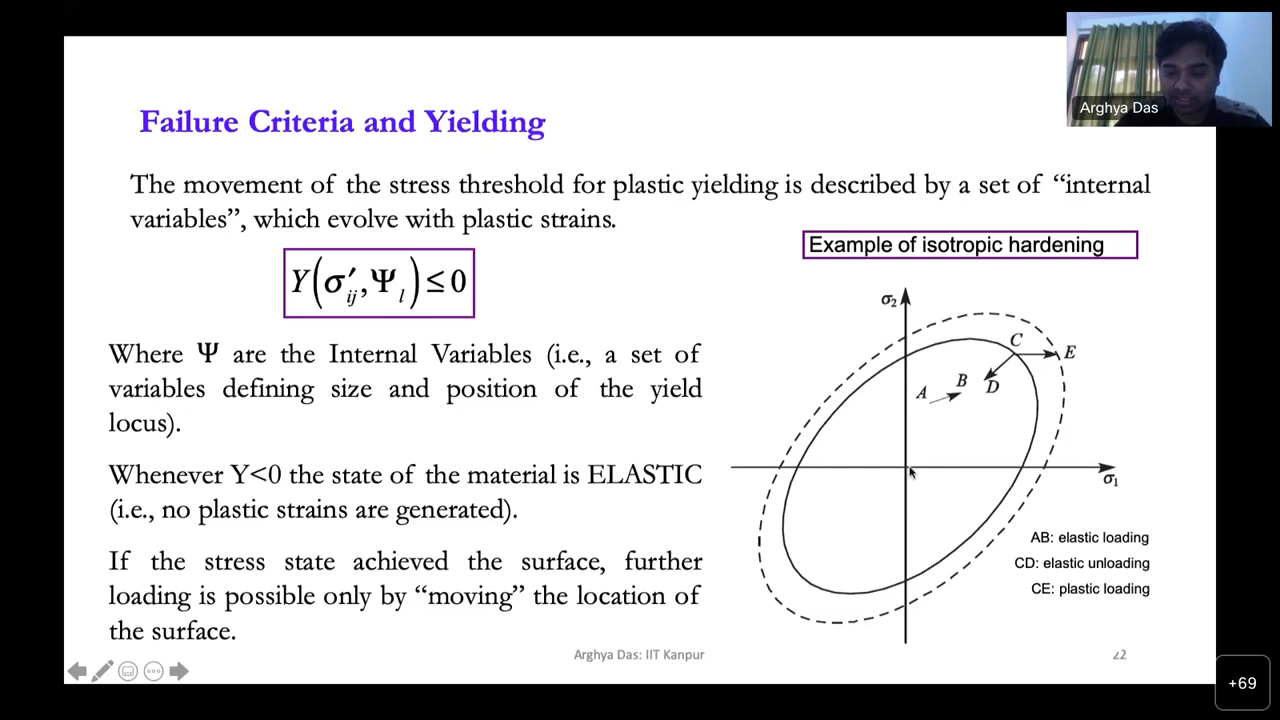 Arghya Das
Failure Criteria and Yielding
The movement of the stress threshold for plastic yielding is described by a set of “internal
variables”, which evolve with plastic strains.
Example of isotropic hardening
Y(σ′ij,Ψl)≤0
Where Ψ are the Internal Variables (i.e., a set of
variables defining size and position of the yield
locus).
Whenever Y<0 the state of the material is ELASTIC
(i.e., no plastic strains are generated).
If the stress state achieved the surface, further
loading is possible only by “moving” the location of
the surface.
σ2
C
E
B
D
A
σ1
AB: elastic loading
CD: elastic unloading
CE: plastic loading
Arghya Das: IIT Kanpur
22
+69